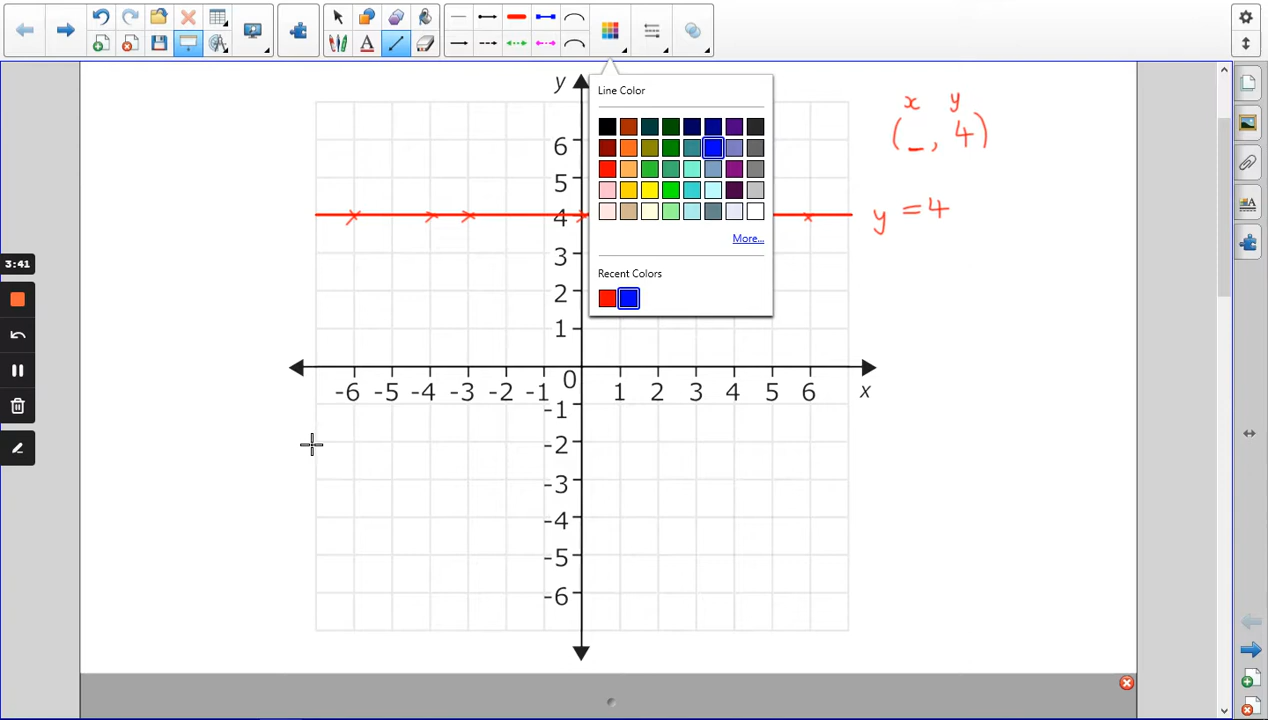 y
Line Color
x y
(_, 4)
6
5
4
y = 4
3
More...
2
Recent Colors
1
3:41
0
-6 -5 -4 -3 -2 -1 1 2 3 4 5 6 x
-1
-2
-3
-4
-5
-6